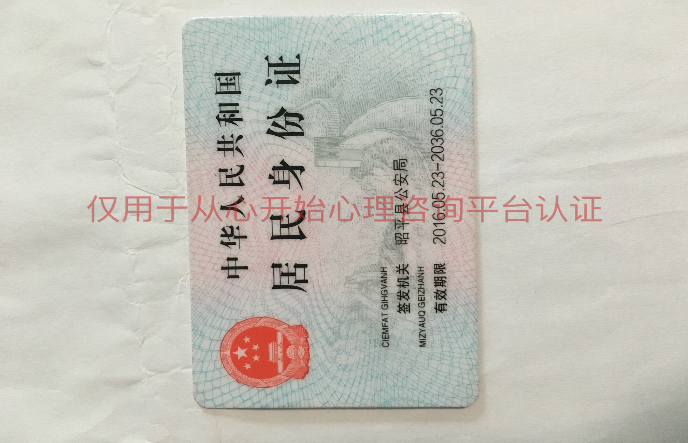 中华人民共和国
居民身份证
CIEMFAT GIHGVANH
签发机关 昭平县公安局
MIZYAUQ GEIZHANH
有效期限 2016.05.23-2036.05.23
仅用于从心开始心理咨询平台认证